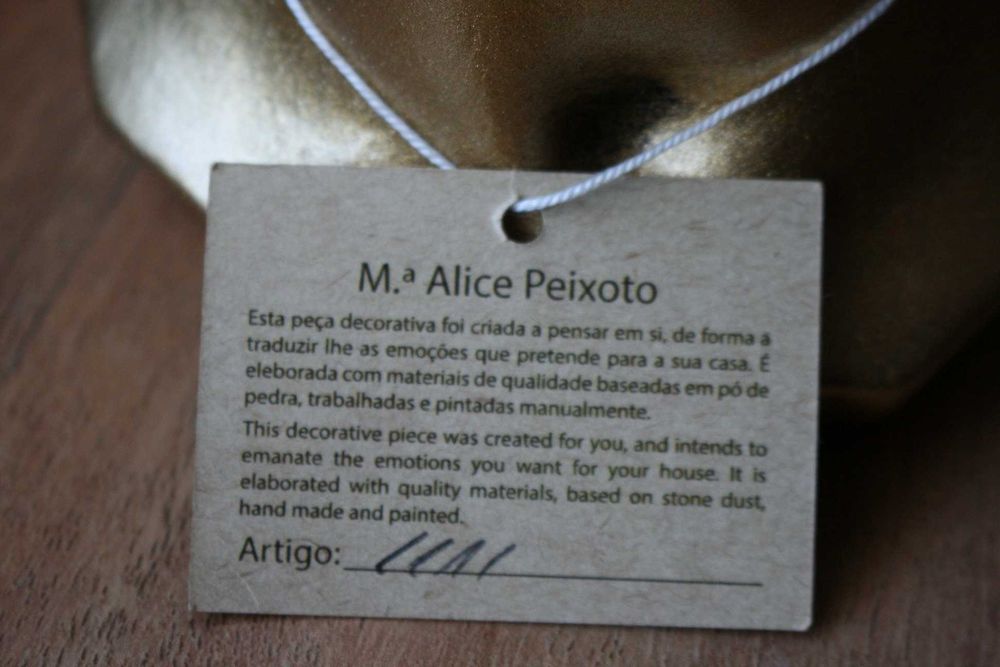 M.ª Alice Peixoto
Esta peça decorativa foi criada a pensar em si, de forma a
traduzir lhe as emoções que pretende para a sua casa. É
eleborada com materiais de qualidade baseadas em pó de
pedra, trabalhadas e pintadas manualmente.
This decorative piece was created for you, and intends to
emanate the emotions you want for your house. It is
elaborated with quality materials, based on stone dust,
hand made and painted.
Artigo: